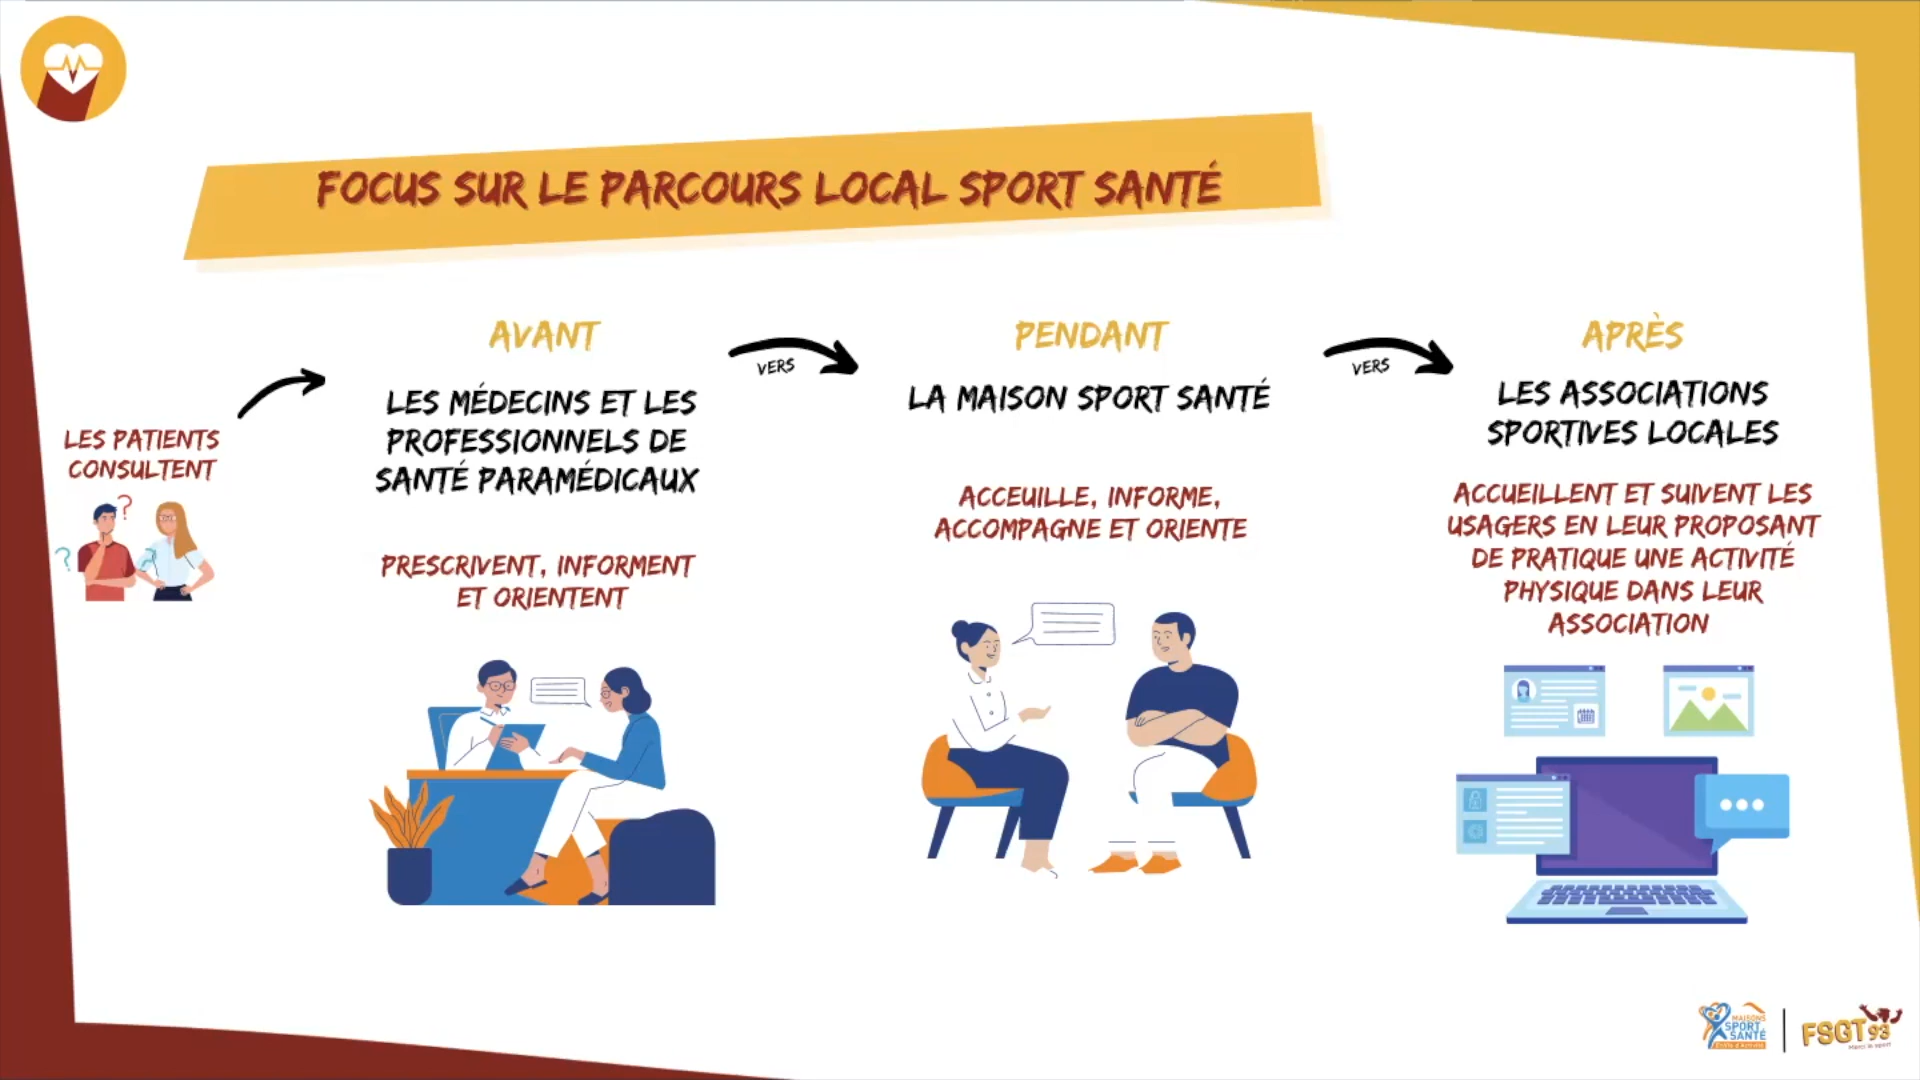 FOCUS SUR LE PARCOURS LOCAL SPORT SANTÉ
LES PATIENTS
CONSULTENT
?
?
AVANT
LES MÉDECINS ET LES
PROFESSIONNELS DE
SANTÉ PARAMÉDICAUX
PRESCRIVENT, INFORMENT
ET ORIENTENT
VERS
PENDANT
LA MAISON SPORT SANTÉ
ACCEUILLE, INFORME,
ACCOMPAGNE ET ORIENTE
VERS
APRÈS
LES ASSOCIATIONS
SPORTIVES LOCALES
ACCUEILLENT ET SUIVENT LES
USAGERS EN LEUR PROPOSANT
DE PRATIQUE UNE ACTIVITÉ
PHYSIQUE DANS LEUR
ASSOCIATION
MAISONS
SPORT
SANTÉ
FSGT 93